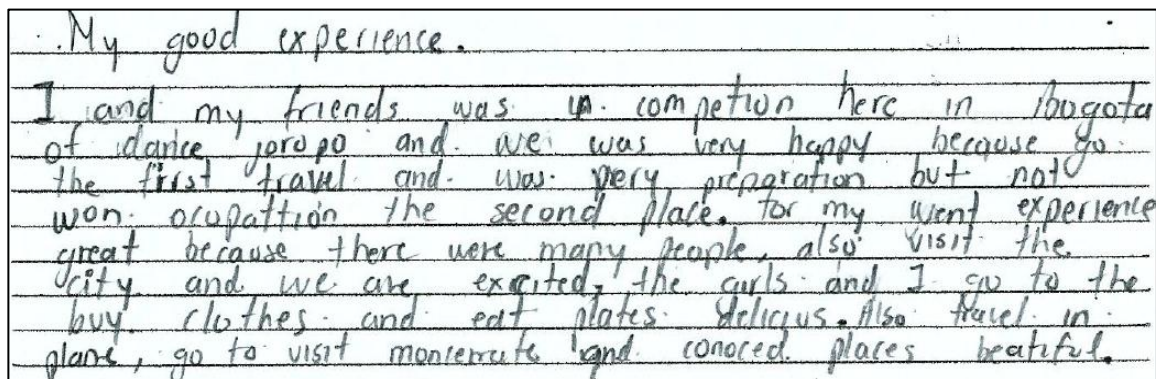 My good experience.
I and my friends was in competion here in bogota
of dance joropo and we was very happy because go
the first travel and was very preparation but not
won ocupattion the second place. for my went experience
great because there were many people, also visit the
city and we are excited, the girls and I go to the
buy clothes and eat plates delicius. Also travel in
plane, go to visit monserrate and conoced places beatiful.